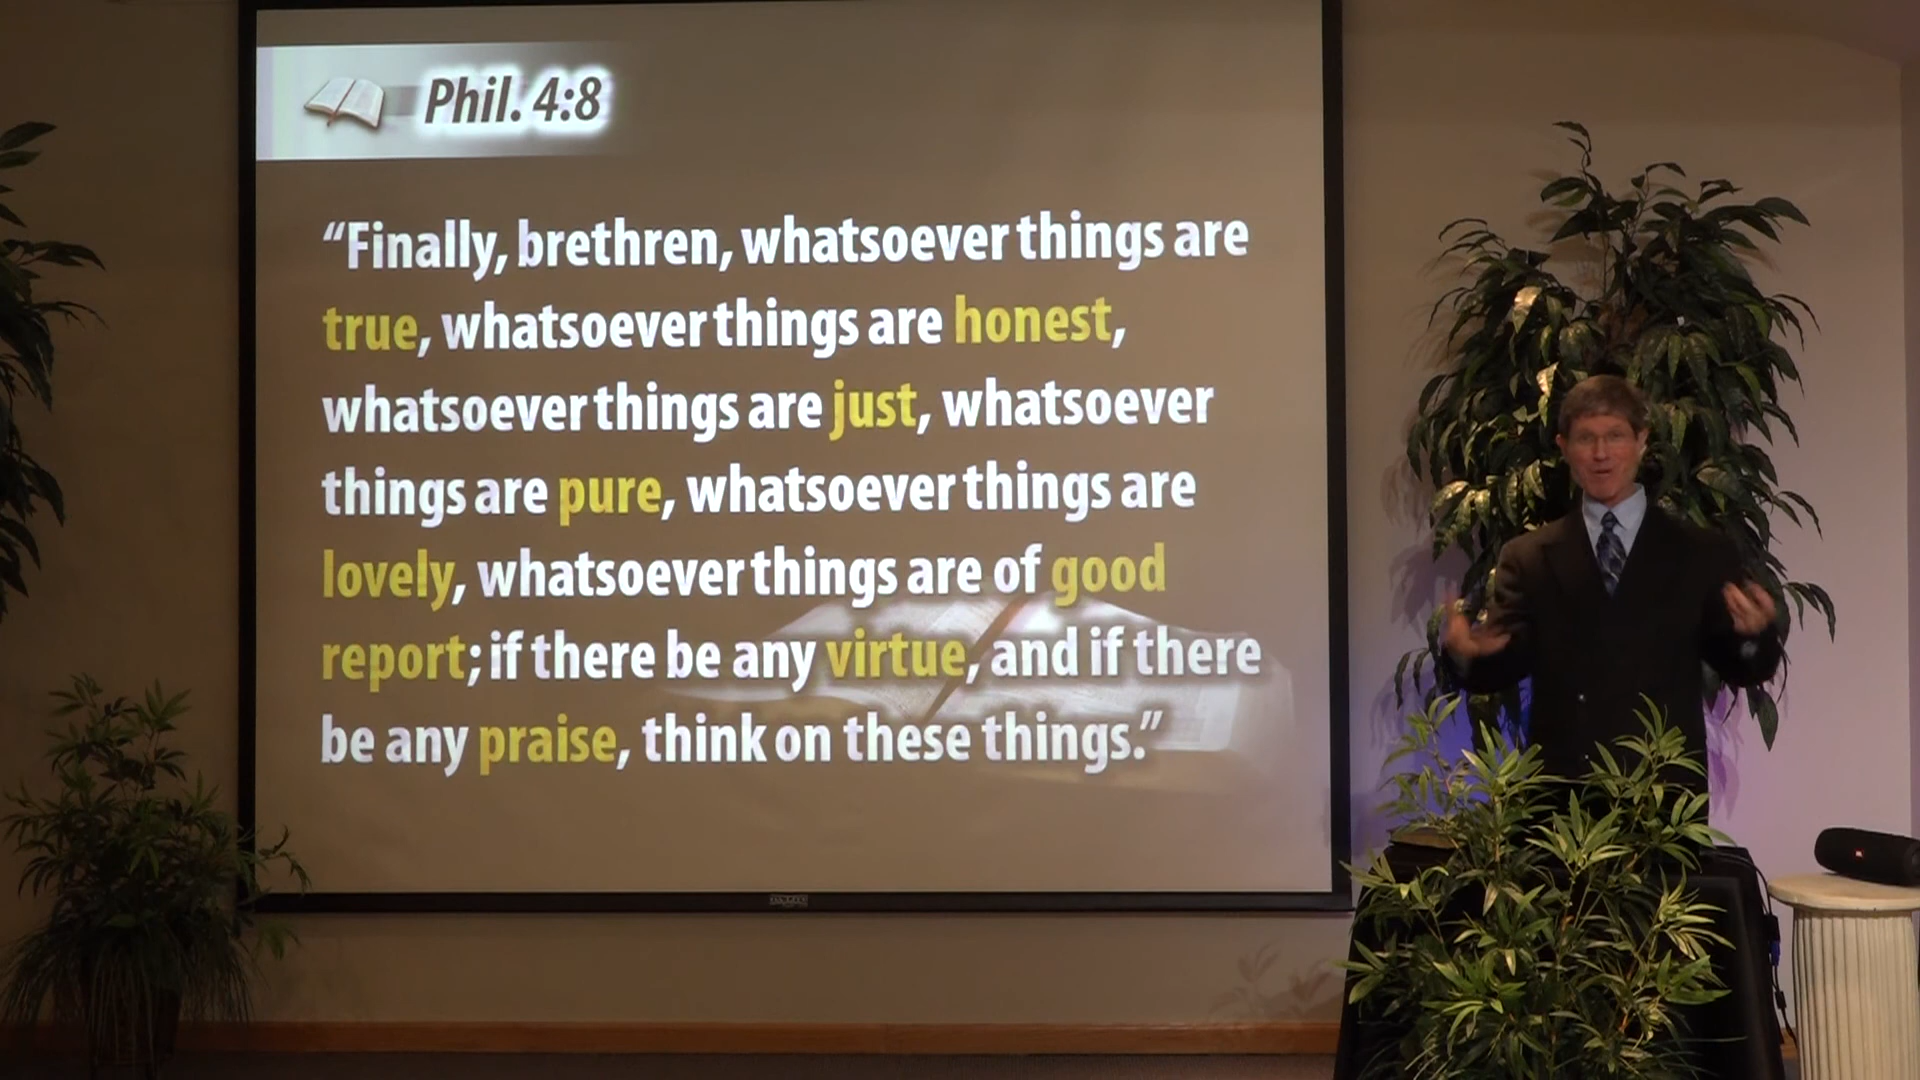 Phil. 4:8
“Finally, brethren, whatsoever things are
true, whatsoever things are honest,
whatsoever things are just, whatsoever
things are pure, whatsoever things are
lovely, whatsoever things are of good
report; if there be any virtue, and if there
be any praise, think on these things.”
JBL